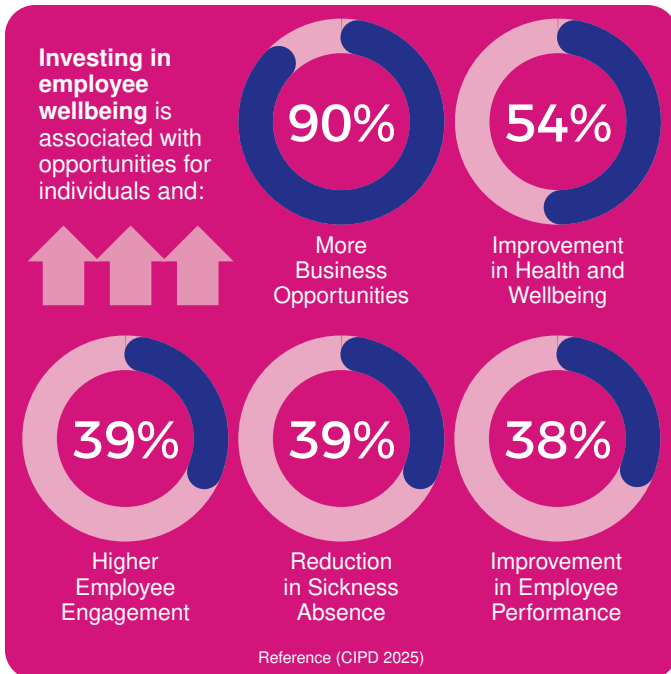 Investing in
employee
wellbeing is
associated with
opportunities for
individuals and:
90%
More
Business
Opportunities
54%
Improvement
in Health and
Wellbeing
39%
Higher
Employee
Engagement
39%
Reduction
in Sickness
Absence
38%
Improvement
in Employee
Performance
Reference (CIPD 2025)